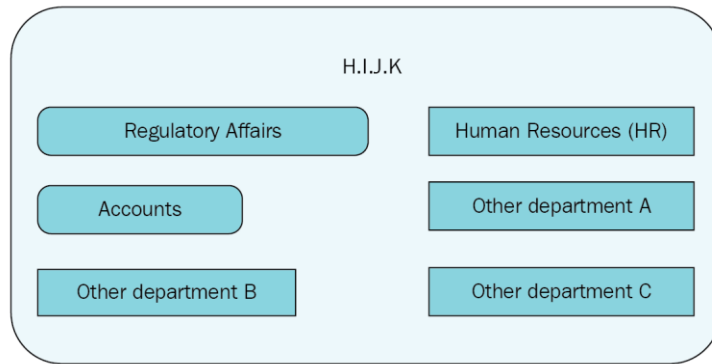 H.I.J.K
Regulatory Affairs
Human Resources (HR)
Accounts
Other department A
Other department B
Other department C